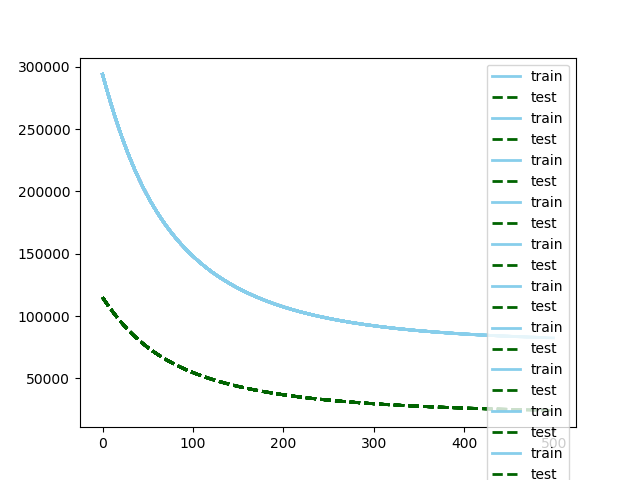 300000
250000
200000
150000
100000
50000
0
100
200
300
400
500
train
test
train
test
train
test
train
test
train
test
train
test
train
test
train
test
train
test
train
test